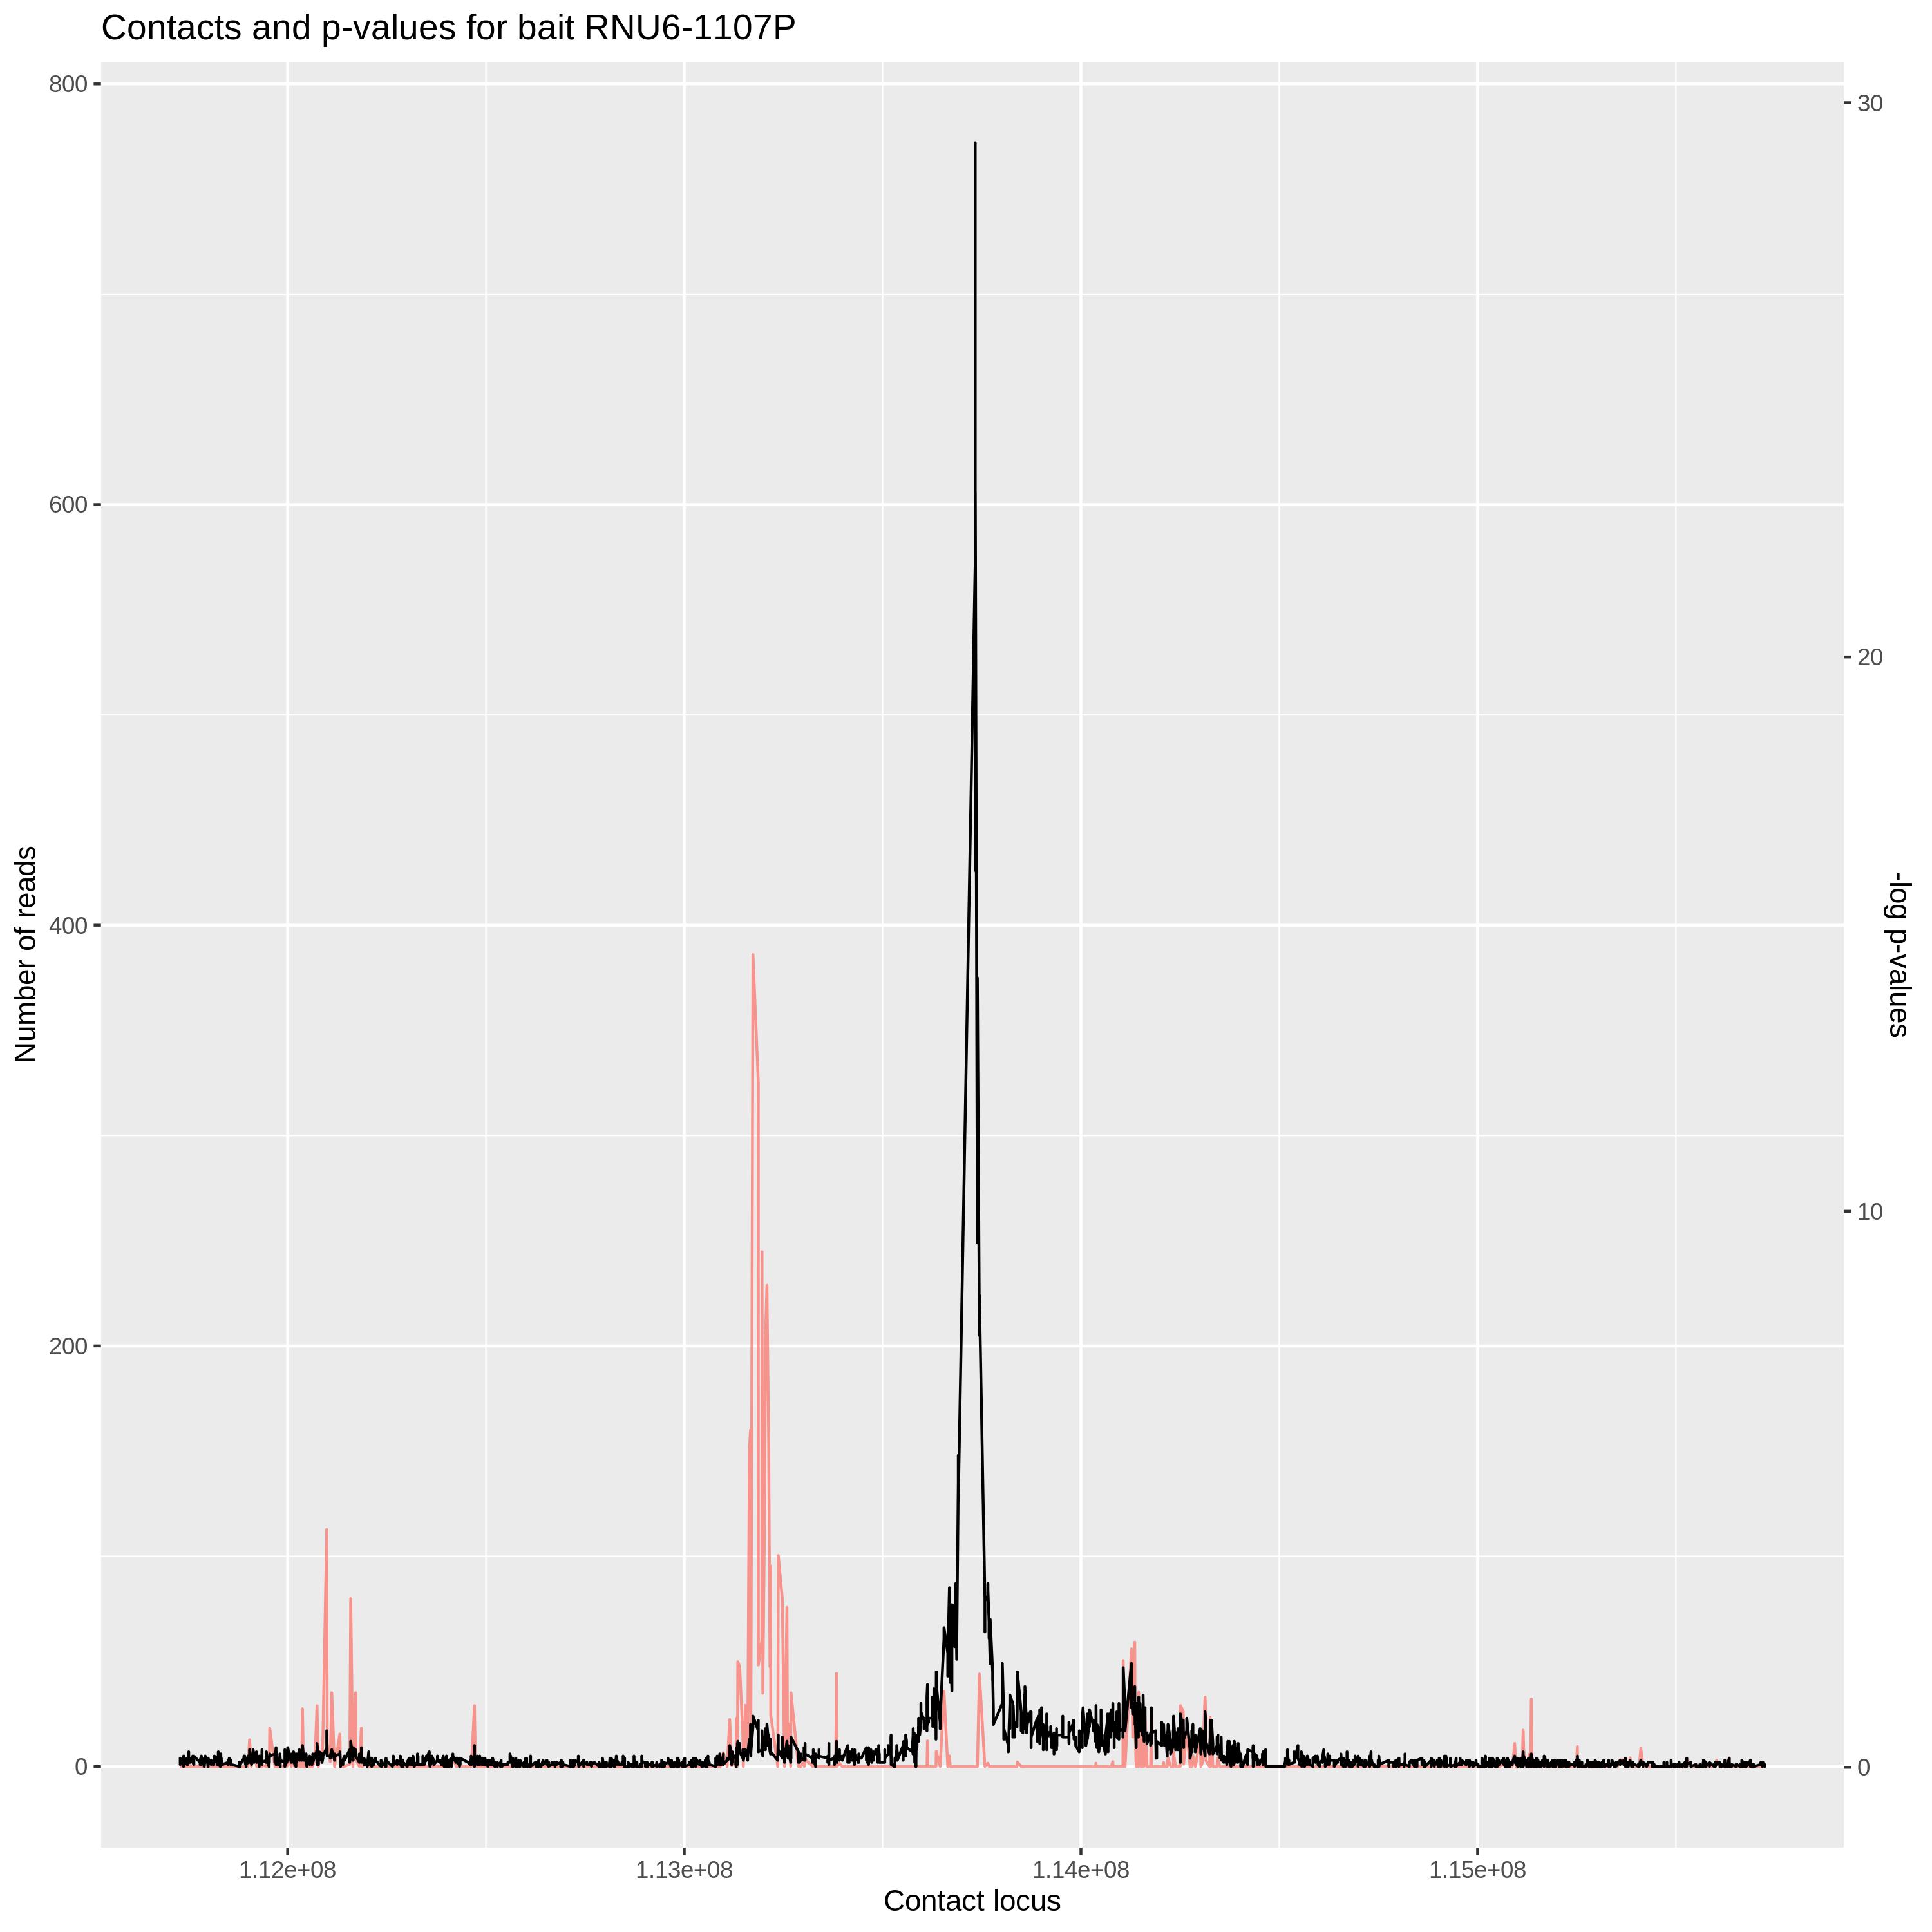 Contacts and p-values for bait RNU6-1107P
800
600
400
200
0
30
20
10
0
Number of reads
-log p-values
1.12e+08
1.13e+08
1.14e+08
1.15e+08
Contact locus